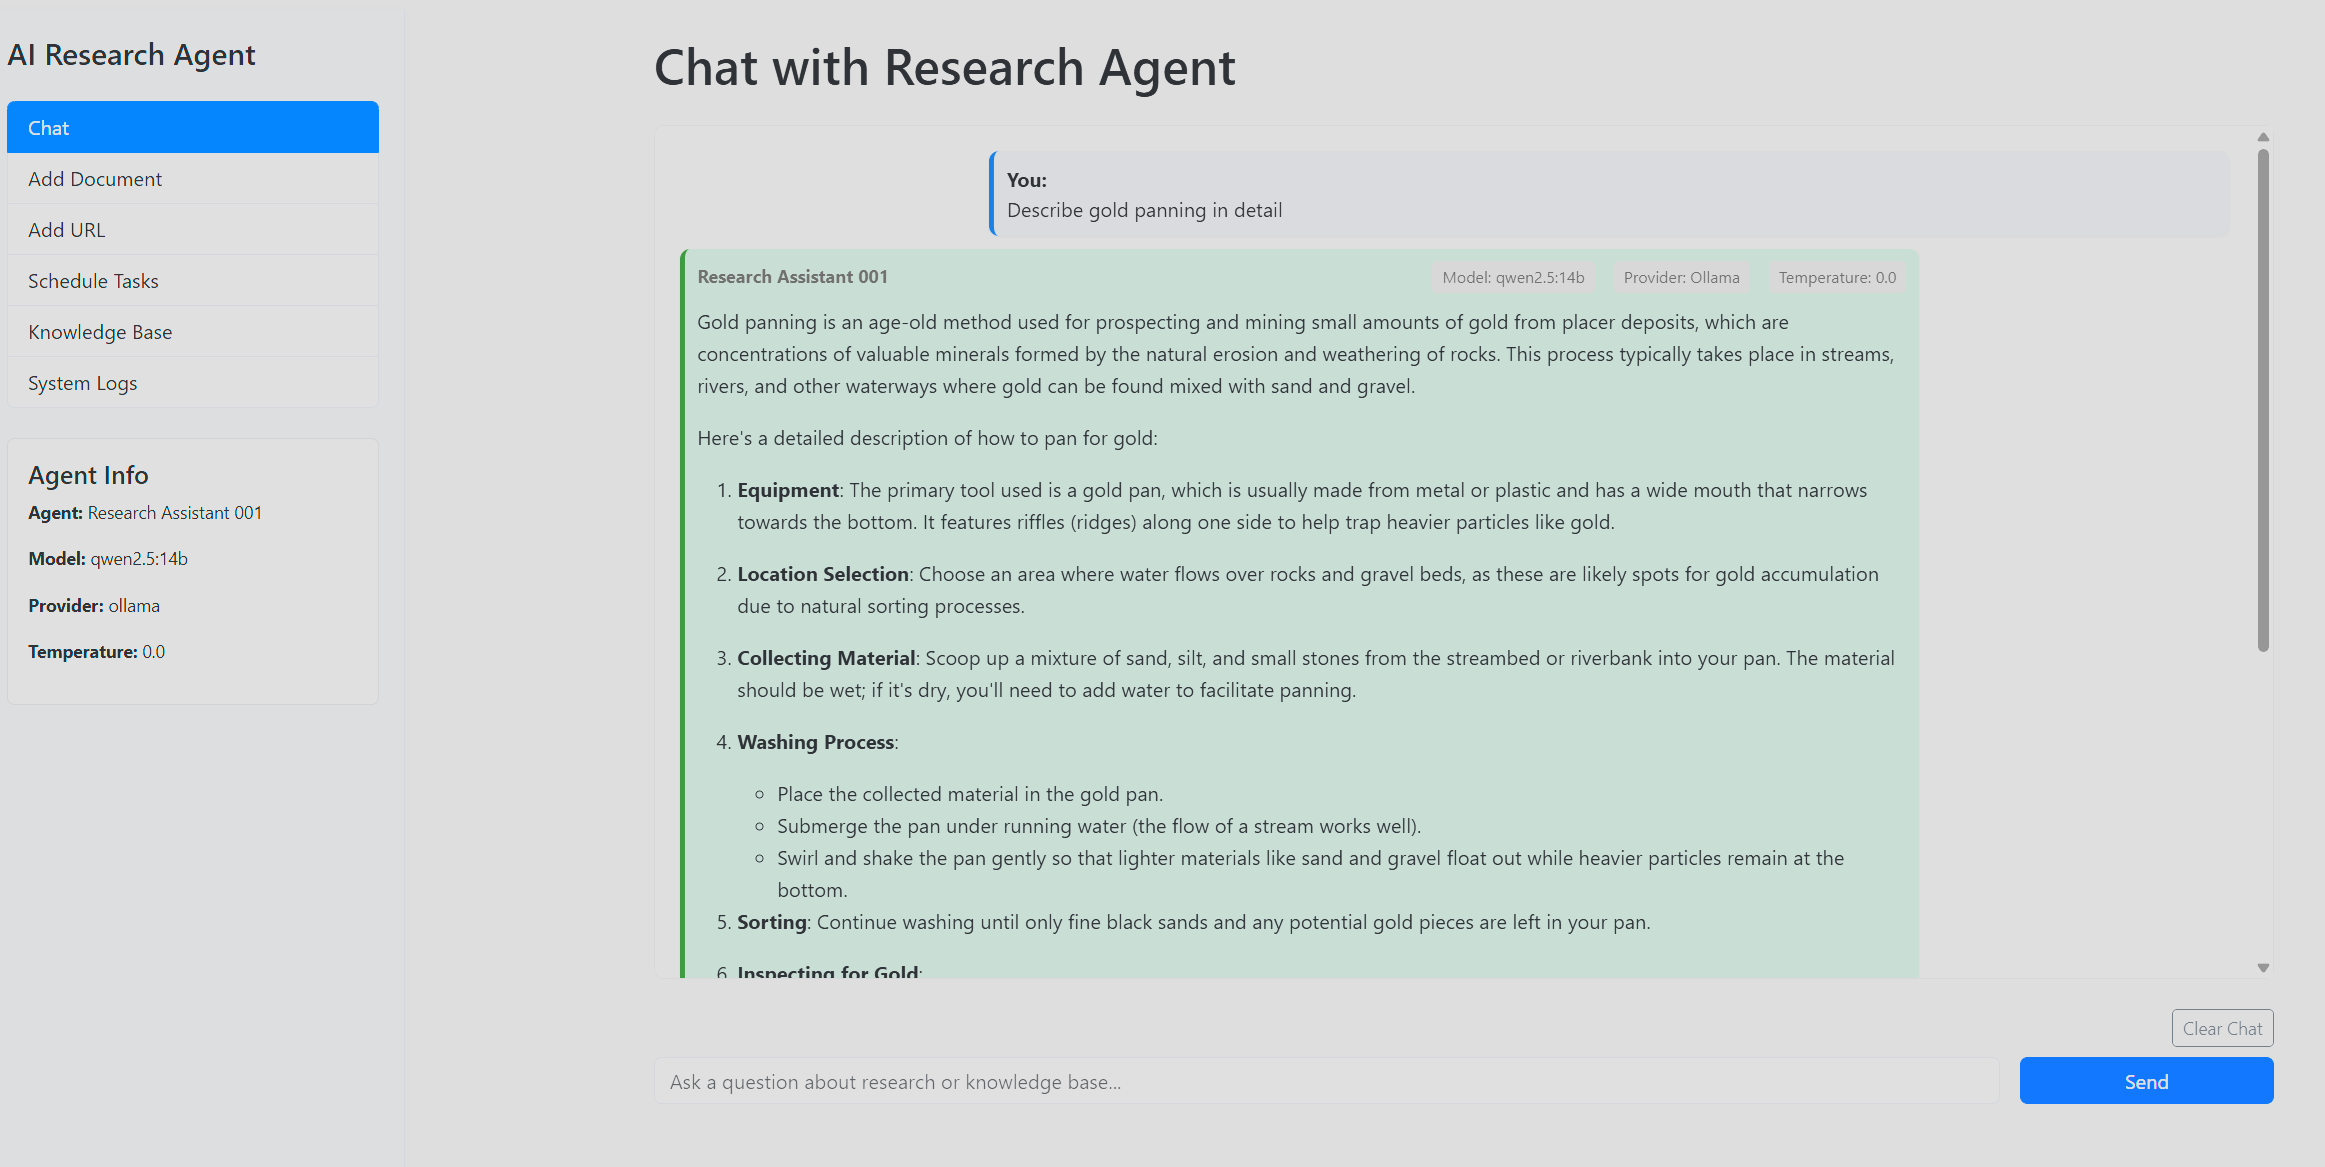 AI Research Agent
Chat
Add Document
Add URL
Schedule Tasks
Knowledge Base
System Logs
Agent Info
Agent: Research Assistant 001
Model: qwen2.5:14b
Provider: ollama
Temperature: 0.0
Chat with Research Agent
You:
Describe gold panning in detail
Research Assistant 001 Model: qwen2.5:14b Provider: Ollama Temperature: 0.0
Gold panning is an age-old method used for prospecting and mining small amounts of gold from placer deposits, which are
concentrations of valuable minerals formed by the natural erosion and weathering of rocks. This process typically takes place in streams,
rivers, and other waterways where gold can be found mixed with sand and gravel.
Here's a detailed description of how to pan for gold:
1. Equipment: The primary tool used is a gold pan, which is usually made from metal or plastic and has a wide mouth that narrows
towards the bottom. It features riffles (ridges) along one side to help trap heavier particles like gold.
2. Location Selection: Choose an area where water flows over rocks and gravel beds, as these are likely spots for gold accumulation
due to natural sorting processes.
3. Collecting Material: Scoop up a mixture of sand, silt, and small stones from the streambed or riverbank into your pan. The material
should be wet; if it's dry, you'll need to add water to facilitate panning.
4. Washing Process:
○ Place the collected material in the gold pan.
○ Submerge the pan under running water (the flow of a stream works well).
○ Swirl and shake the pan gently so that lighter materials like sand and gravel float out while heavier particles remain at the
bottom.
5. Sorting: Continue washing until only fine black sands and any potential gold pieces are left in your pan.
6. Inspecting for Gold:
Clear Chat
Ask a question about research or knowledge base...
Send